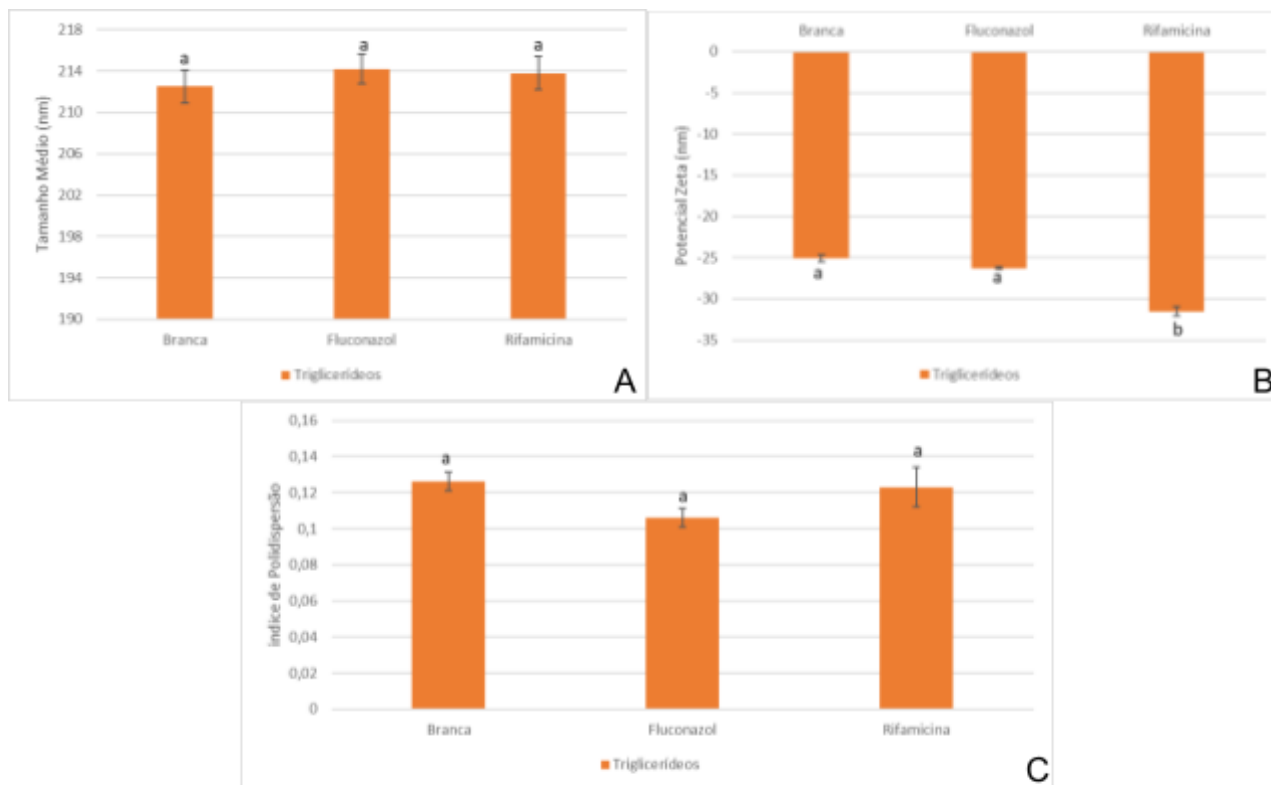 218
214
210
206
202
198
194
190
Tamanho Médio (nm)
a
a
a
Branca
Fluconazol
Rifamicina
Triglicerídeos
A
Branca
Fluconazol
Rifamicina
0
-5
-10
-15
-20
-25
-30
-35
Potencial Zeta (nm)
a
a
b
Triglicerídeos
B
0,16
0,14
0,12
0,1
0,08
0,06
0,04
0,02
0
índice de Polidispersão
a
a
a
Branca
Fluconazol
Rifamicina
Triglicerídeos
C